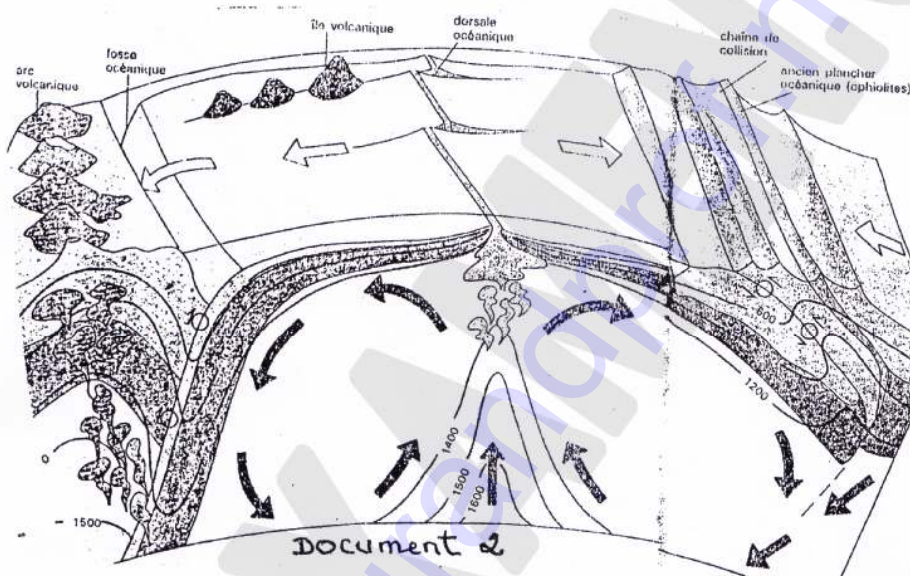 île volcanique
dorsale
océanique
chaîne de
collision
fosse
océanique
arc
volcanique
ancien plancher
océanique (ophiolites)
600
1200
1400
1500
1600
0
- 1500
Document 2